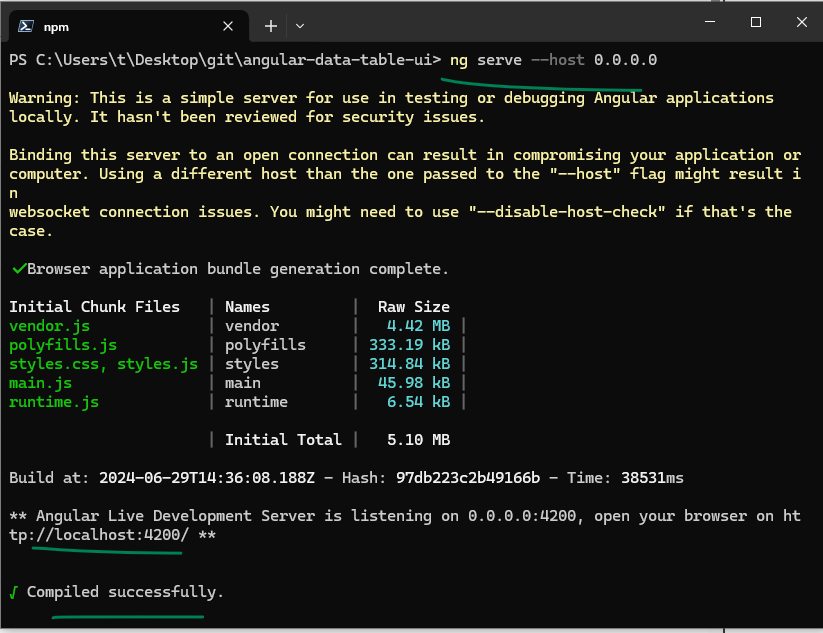 npm
PS C:\Users\t\Desktop\git\angular-data-table-ui> ng serve --host 0.0.0.0
Warning: This is a simple server for use in testing or debugging Angular applications
locally. It hasn't been reviewed for security issues.
Binding this server to an open connection can result in compromising your application or
computer. Using a different host than the one passed to the "--host" flag might result i
n
websocket connection issues. You might need to use "--disable-host-check" if that's the
case.
✓Browser application bundle generation complete.
Initial Chunk Files | Names | Raw Size
vendor.js | vendor | 4.42 MB |
polyfills.js | polyfills | 333.19 kB |
styles.css, styles.js | styles | 314.84 kB |
main.js | main | 45.98 kB |
runtime.js | runtime | 6.54 kB |
| Initial Total | 5.10 MB
Build at: 2024-06-29T14:36:08.188Z - Hash: 97db223c2b49166b - Time: 38531ms
** Angular Live Development Server is listening on 0.0.0.0:4200, open your browser on ht
tp://localhost:4200/ **
√ Compiled successfully.